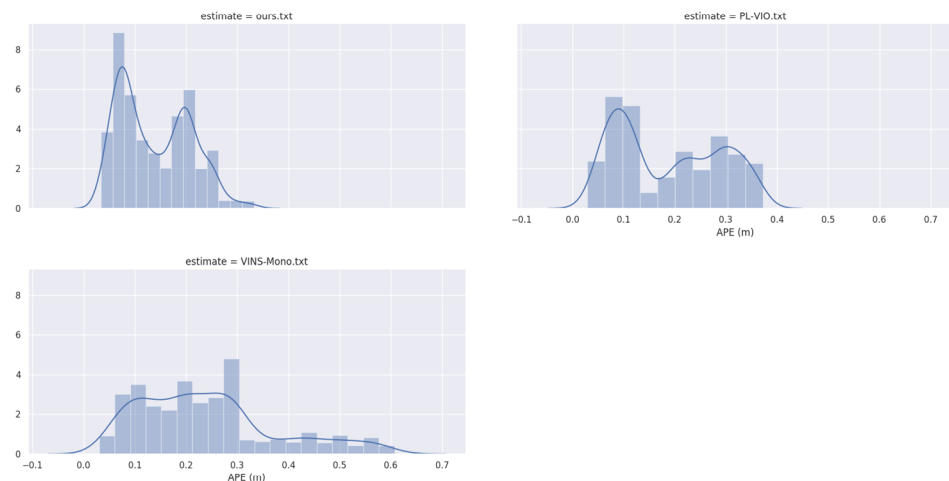 estimate = ours.txt
8
6
4
2
0
estimate = PL-VIO.txt
−0.1 0.0 0.1 0.2 0.3 0.4 0.5 0.6 0.7
APE (m)
estimate = VINS-Mono.txt
8
6
4
2
0
−0.1 0.0 0.1 0.2 0.3 0.4 0.5 0.6 0.7
APE (m)